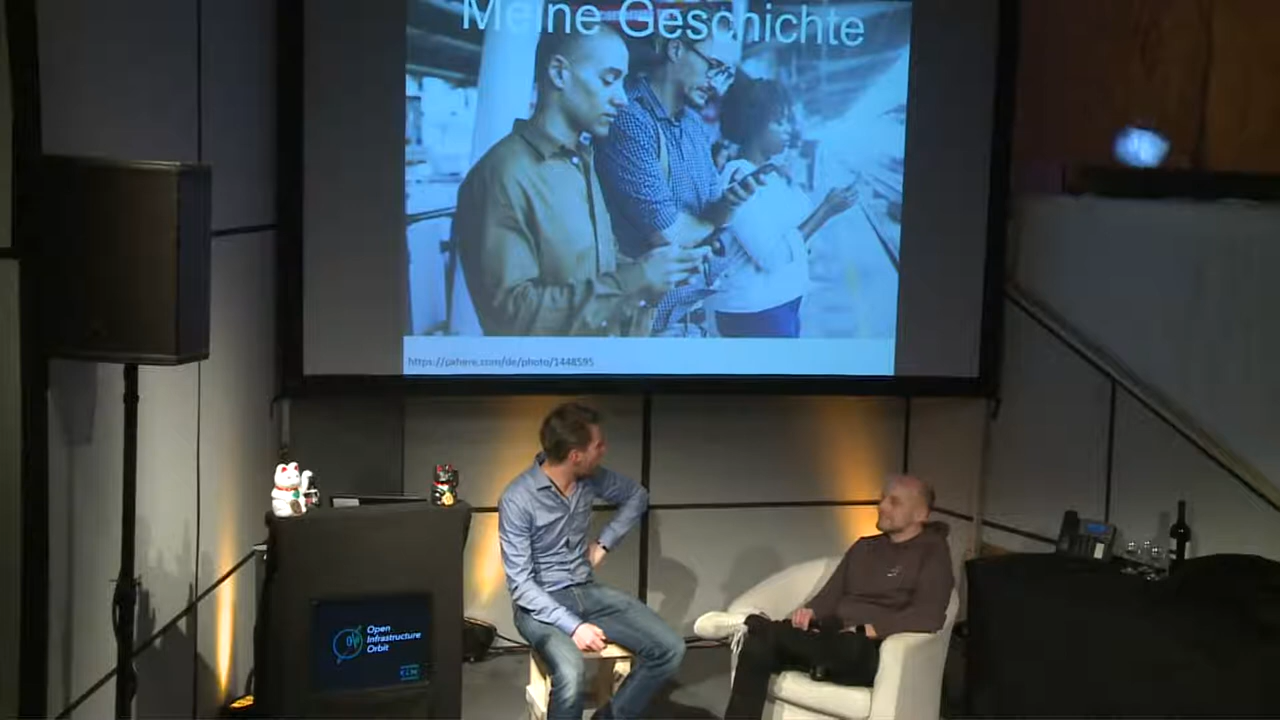 Meine Geschichte
https://pxhere.com/de/photo/1448595
Open
Infrastructure
Orbit